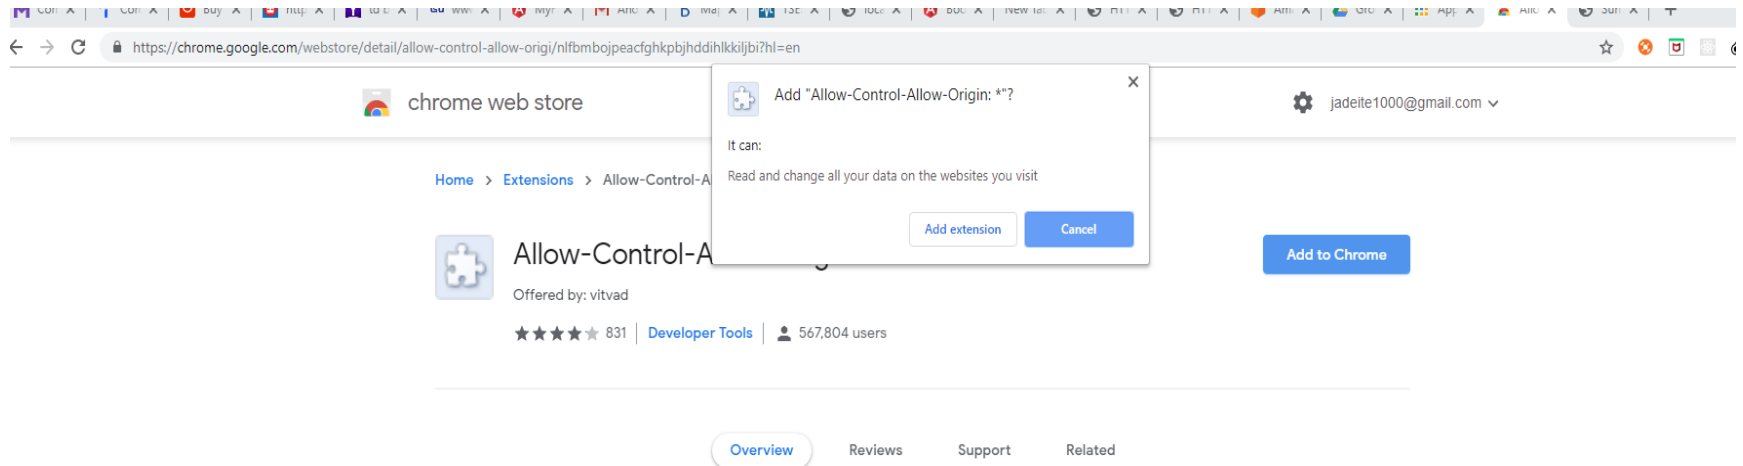 https://chrome.google.com/webstore/detail/allow-control-allow-origi/nlfbmbojpeacfghkpbjhddihlkkiljbi?hl=en
chrome web store
jadeite1000@gmail.com
Add "Allow-Control-Allow-Origin: *"?
It can:
Read and change all your data on the websites you visit
Add extension Cancel
Home > Extensions > Allow-Control-A
Allow-Control-A
Add to Chrome
Offered by: vitvad
831 Developer Tools 567,804 users
Overview Reviews Support Related